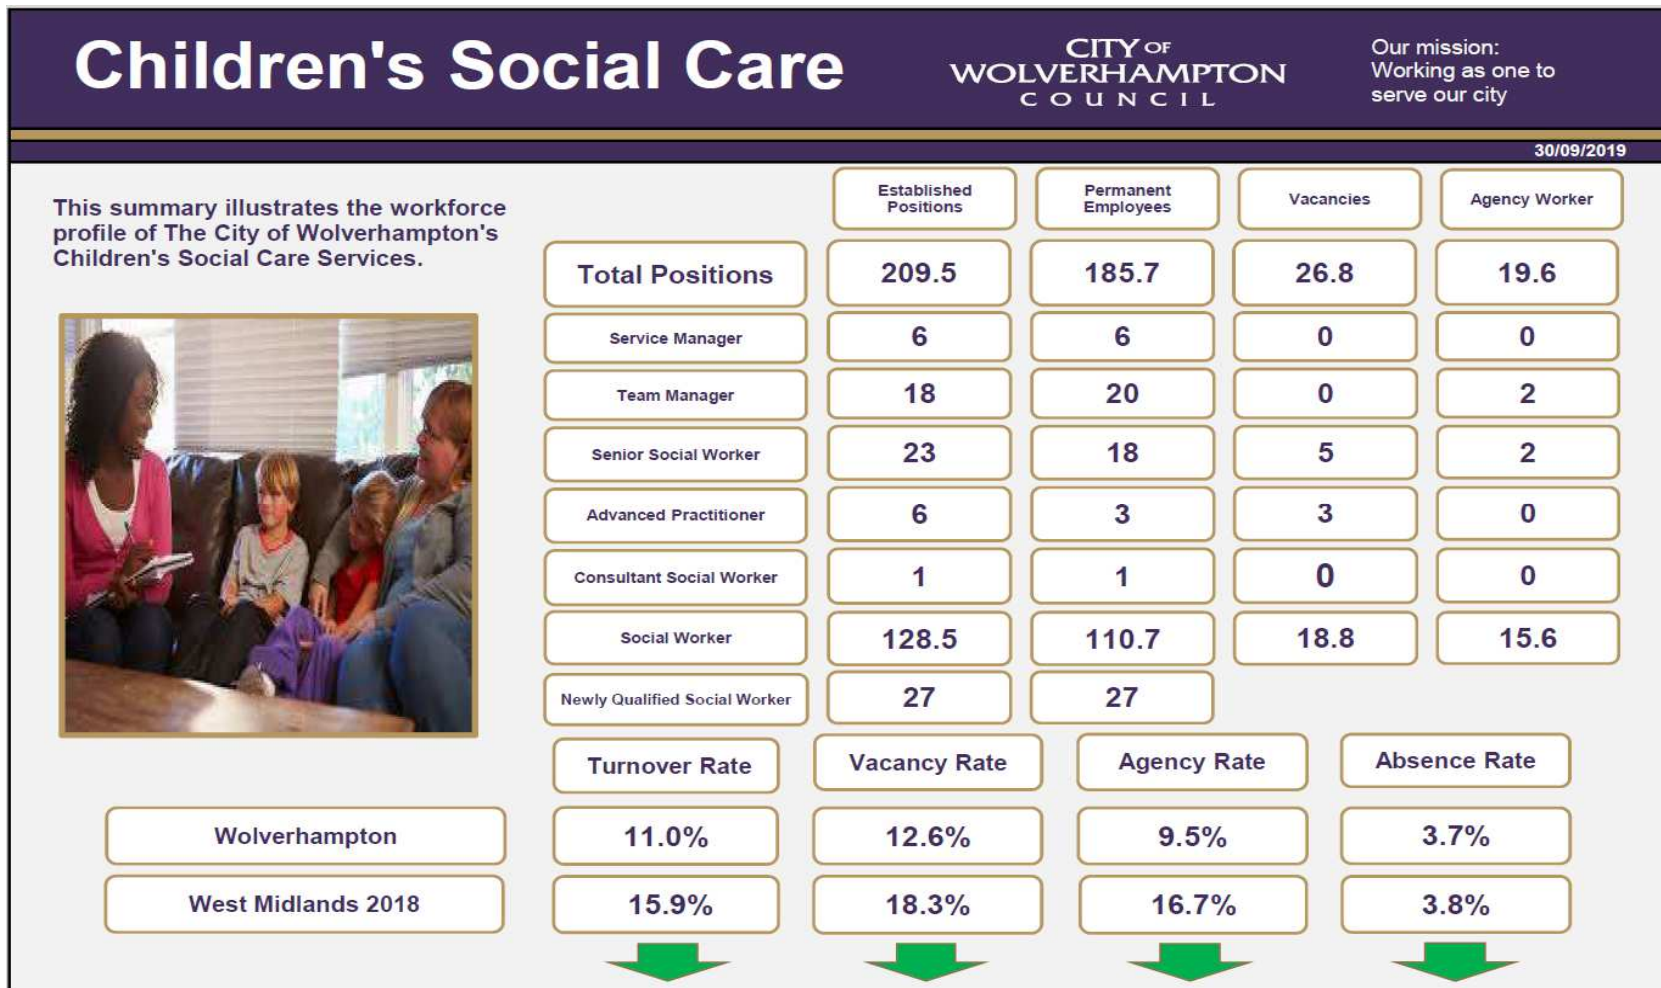 Children's Social Care
CITY OF
WOLVERHAMPTON
COUNCIL
Our mission:
Working as one to
serve our city
30/09/2019
This summary illustrates the workforce
profile of The City of Wolverhampton's
Children's Social Care Services.
Established
Positions
Permanent
Employees
Vacancies
Agency Worker
Total Positions 209.5 185.7 26.8 19.6
Service Manager 6 6 0 0
Team Manager 18 20 0 2
Senior Social Worker 23 18 5 2
Advanced Practitioner 6 3 3 0
Consultant Social Worker 1 1 0 0
Social Worker 128.5 110.7 18.8 15.6
Newly Qualified Social Worker 27 27
Turnover Rate Vacancy Rate Agency Rate Absence Rate
Wolverhampton 11.0% 12.6% 9.5% 3.7%
West Midlands 2018 15.9% 18.3% 16.7% 3.8%